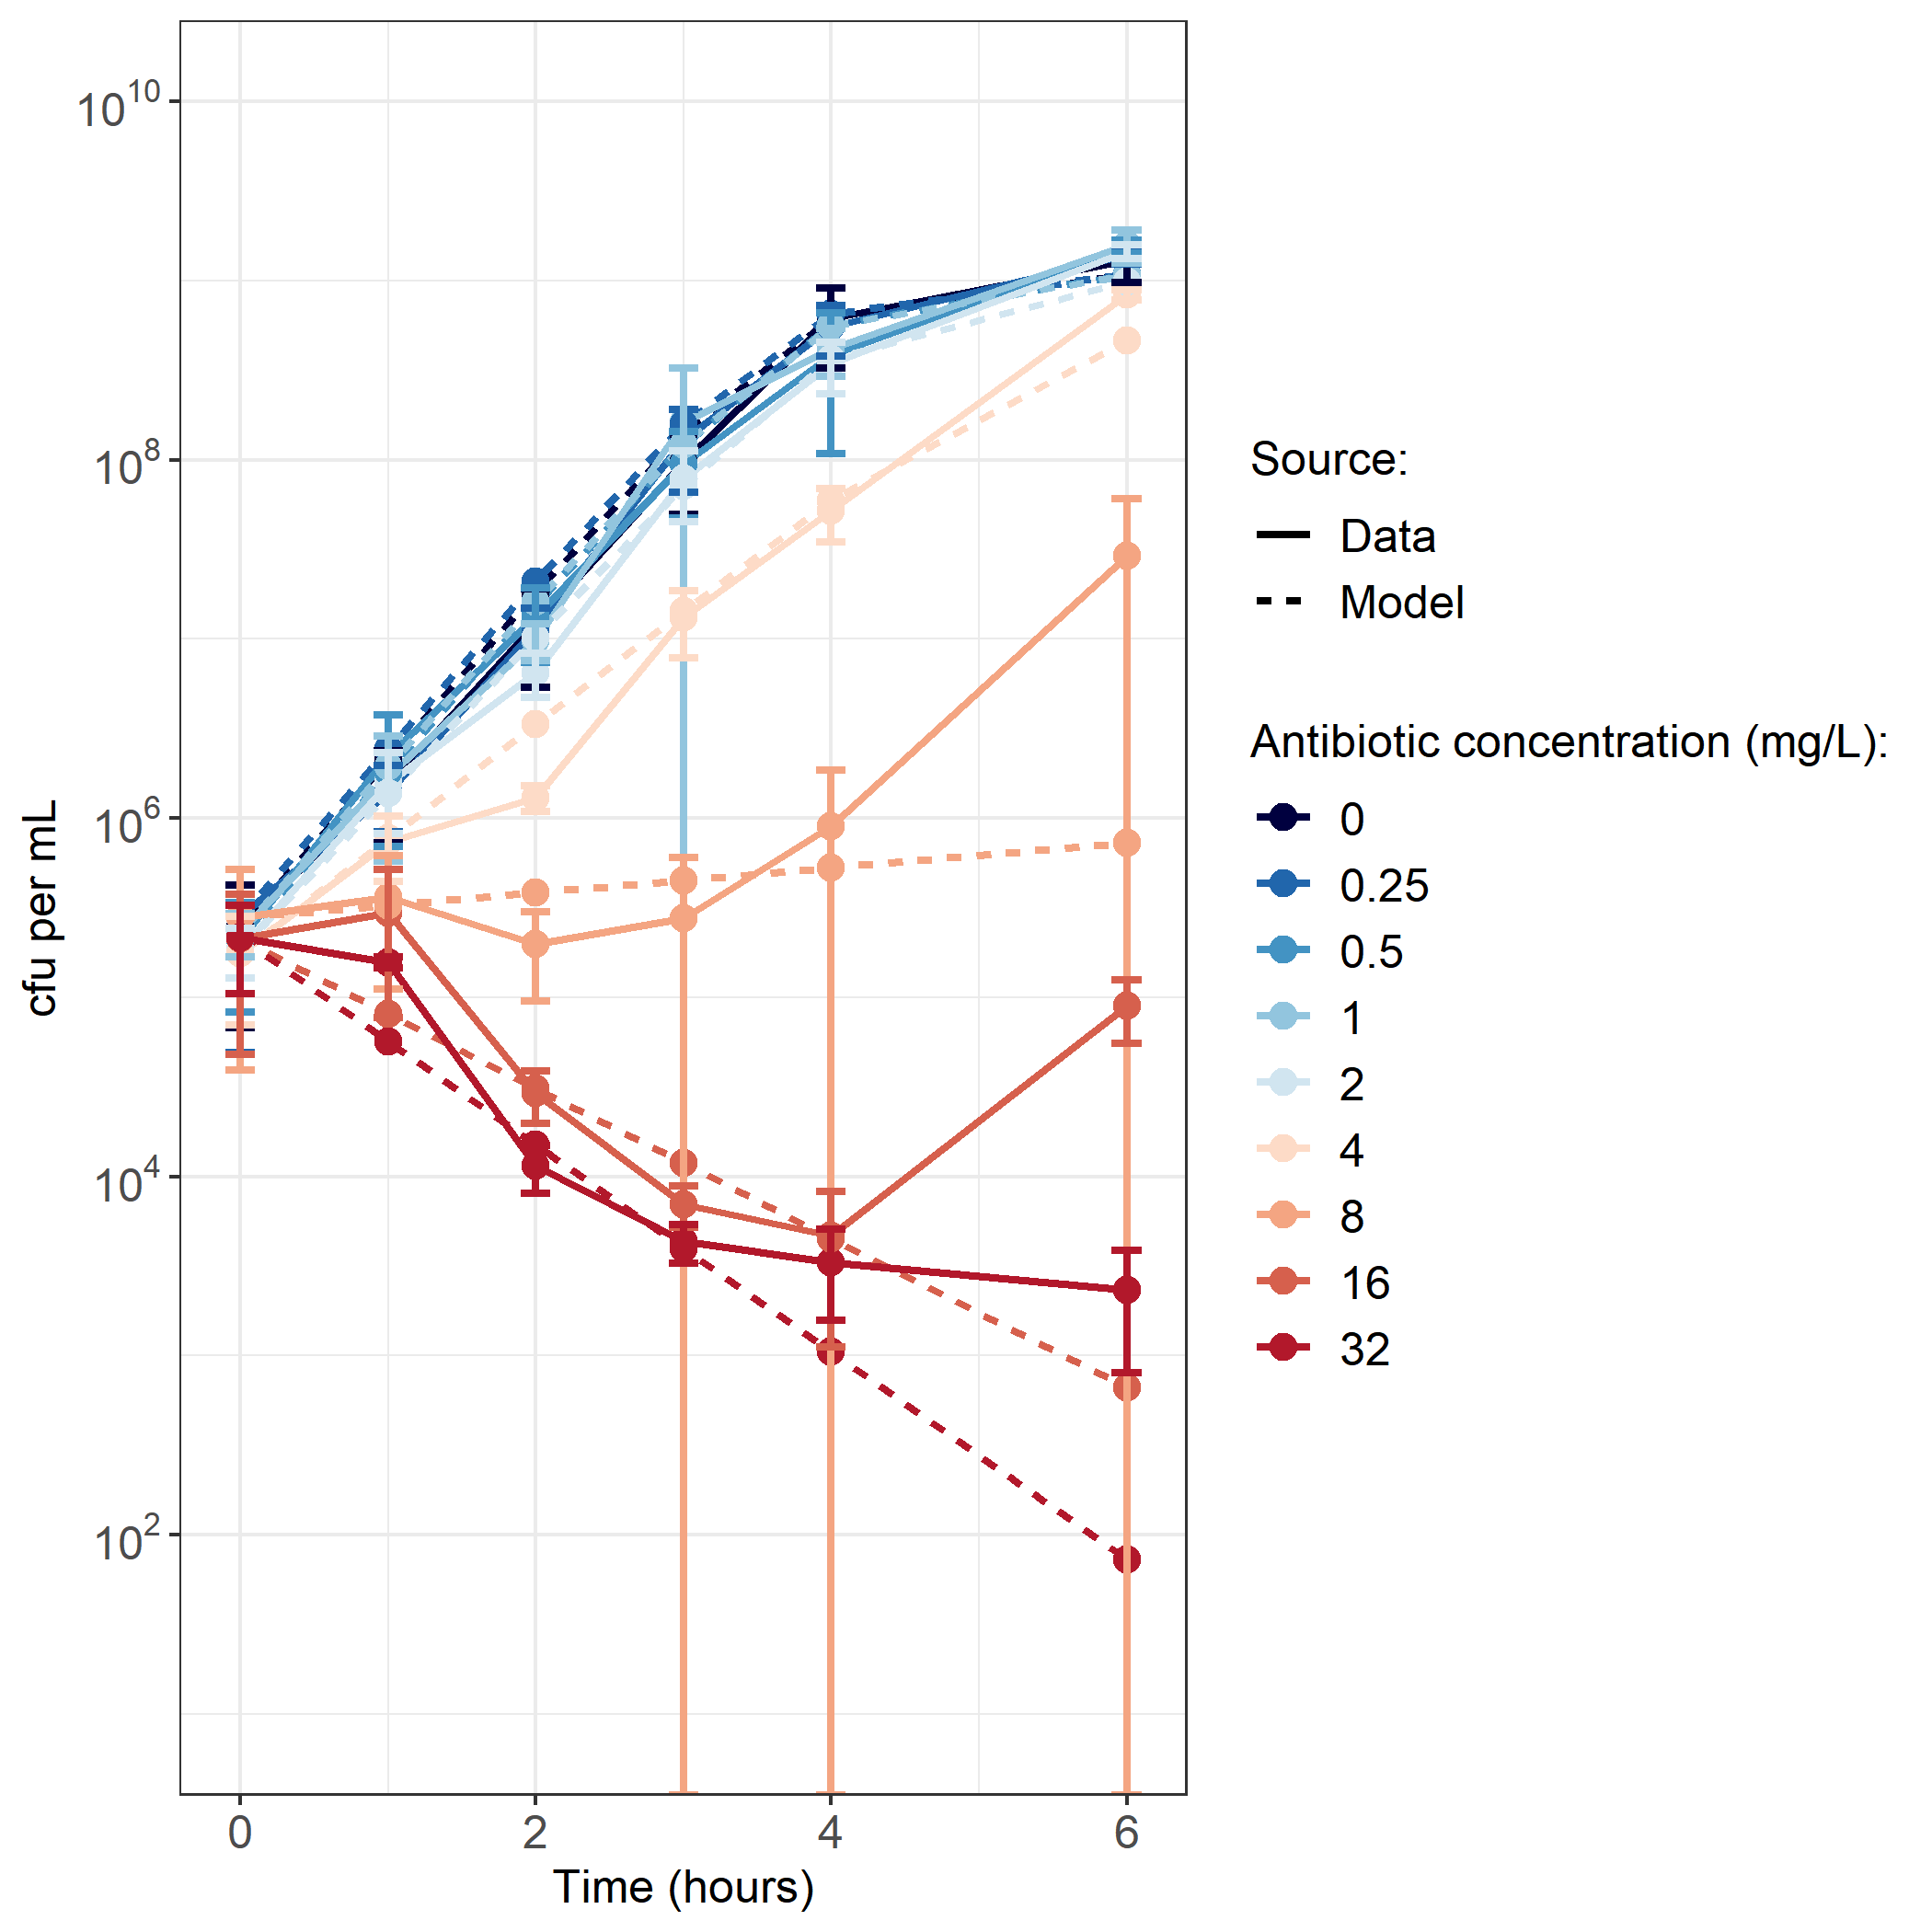 10^10
10^8
10^6
10^4
10^2
cfu per mL
0 2 4 6
Time (hours)
Source:
Data
Model
Antibiotic concentration (mg/L):
0
0.25
0.5
1
2
4
8
16
32